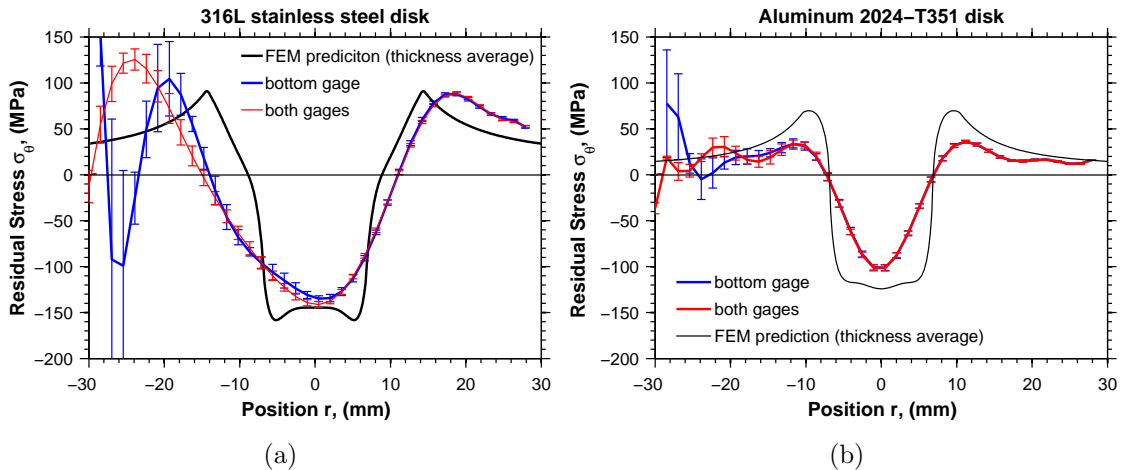 316L stainless steel disk
Residual Stress σθ, (MPa)
150
100
50
0
−50
−100
−150
−200
FEM prediciton (thickness average)
bottom gage
both gages
−30 −20 −10 0 10 20 30
Position r, (mm)
(a)
Aluminum 2024−T351 disk
Residual Stress σθ, (MPa)
150
100
50
0
−50
−100
−150
−200
bottom gage
both gages
FEM prediction (thickness average)
−30 −20 −10 0 10 20 30
Position r, (mm)
(b)